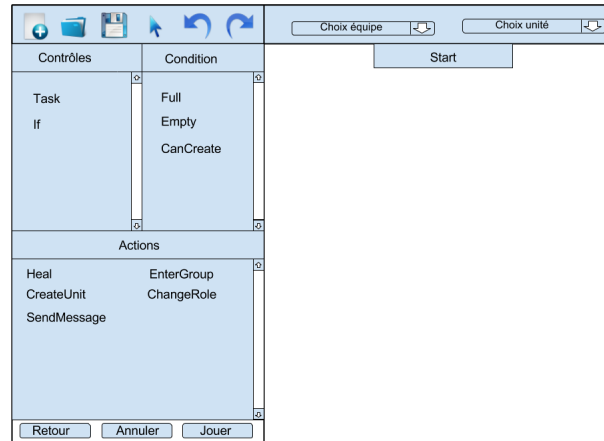 Choix équipe Choix unité
Contrôles Condition Start
Task Full
If Empty
CanCreate
Actions
Heal EnterGroup
CreateUnit ChangeRole
SendMessage
Retour Annuler Jouer